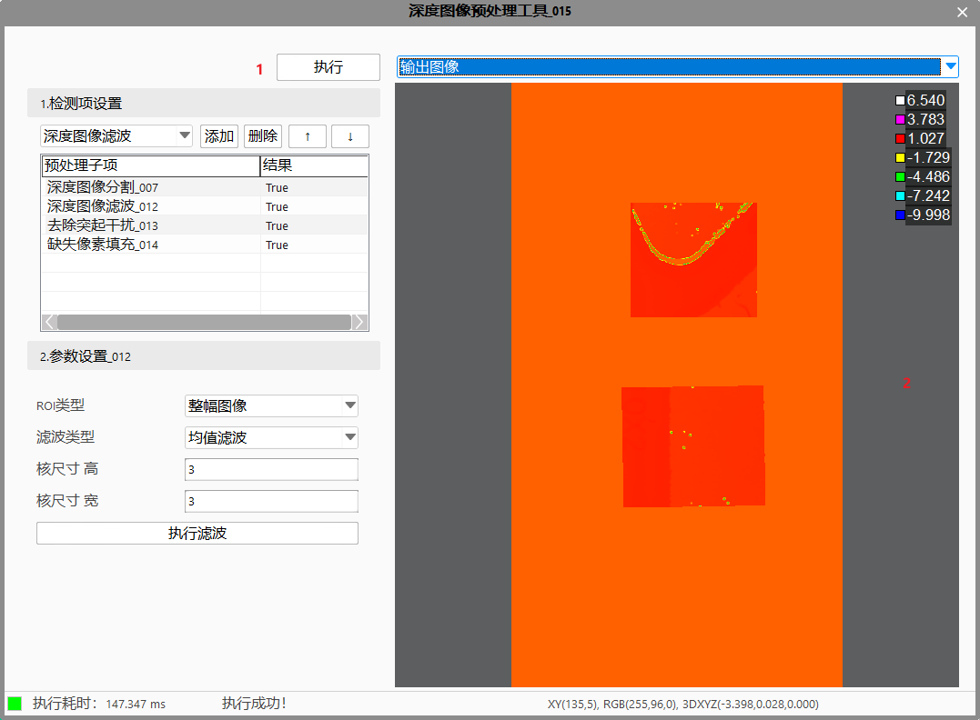 深度图像预处理工具_015
1
执行
输出图像
1.检测项设置
深度图像滤波
添加
删除
↑
↓
预处理子项
结果
深度图像分割_007
True
深度图像滤波_012
True
去除突起干扰_013
True
缺失像素填充_014
True
2.参数设置_012
ROI类型
整幅图像
滤波类型
均值滤波
核尺寸 高
3
核尺寸 宽
3
执行滤波
6.540
3.783
1.027
-1.729
-4.486
-7.242
-9.998
2
执行耗时： 147.347 ms
执行成功!
XY(135,5), RGB(255,96,0), 3DXYZ(-3.398,0.028,0.000)